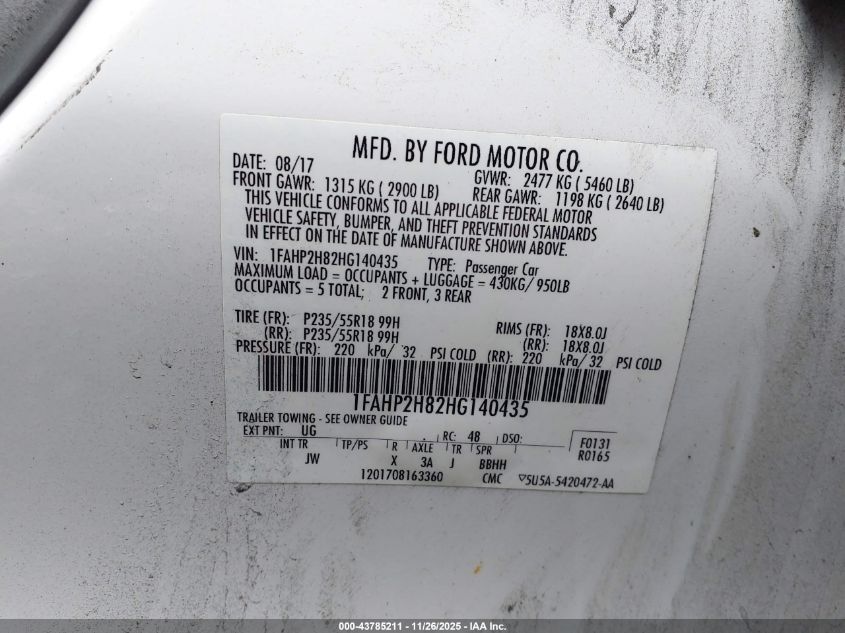 MFD. BY FORD MOTOR CO.
DATE: 08/17 GVWR: 2477 KG ( 5460 LB)
FRONT GAWR: 1315 KG ( 2900 LB) REAR GAWR: 1198 KG ( 2640 LB)
THIS VEHICLE CONFORMS TO ALL APPLICABLE FEDERAL MOTOR
VEHICLE SAFETY, BUMPER, AND THEFT PREVENTION STANDARDS
IN EFFECT ON THE DATE OF MANUFACTURE SHOWN ABOVE.
VIN: 1FAHP2H82HG140435 TYPE: Passenger Car
MAXIMUM LOAD = OCCUPANTS + LUGGAGE = 430KG/ 950LB
OCCUPANTS = 5 TOTAL; 2 FRONT, 3 REAR
TIRE (FR): P235/55R18 99H RIMS (FR): 18X8.0J
(RR): P235/55R18 99H (RR): 18X8.0J
PRESSURE (FR): 220 kPa/ 32 PSI COLD (RR): 220 kPa/ 32 PSI COLD
1FAHP2H82HG140435
TRAILER TOWING - SEE OWNER GUIDE
EXT PNT: UG RC: 48 DSO: F0131
INT TR TP/PS R AXLE TR SPR R0165
JW X 3A J BBHH
1201708163360 CMC ▽5U5A-5420472-AA
000-43785211 - 11/26/2025 - IAA Inc.